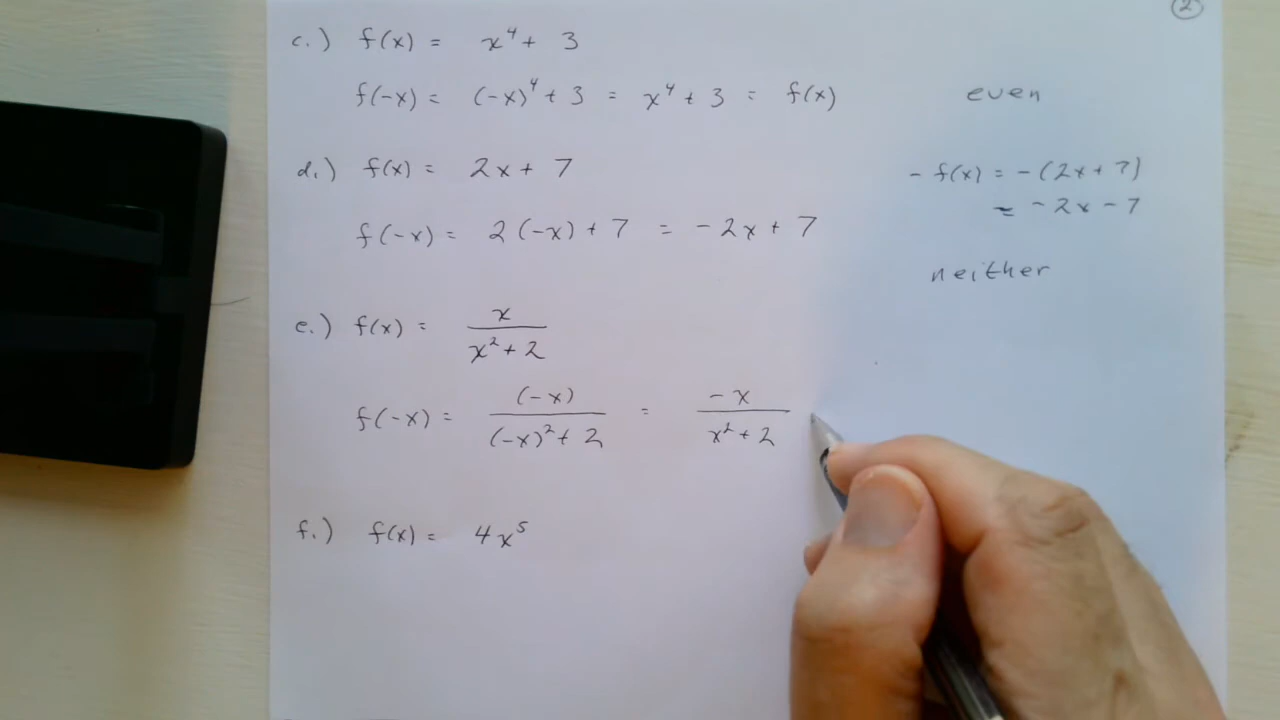 ②
c.) f(x) = x⁴ + 3
f(-x) = (-x)⁴ + 3 = x⁴ + 3 = f(x) even
d.) f(x) = 2x + 7
- f(x) = -(2x + 7)
= -2x - 7
f(-x) = 2(-x) + 7 = -2x + 7
neither
e.) f(x) = x / (x² + 2)
f(-x) = (-x) / ((-x)² + 2) = -x / (x² + 2)
f.) f(x) = 4x⁵